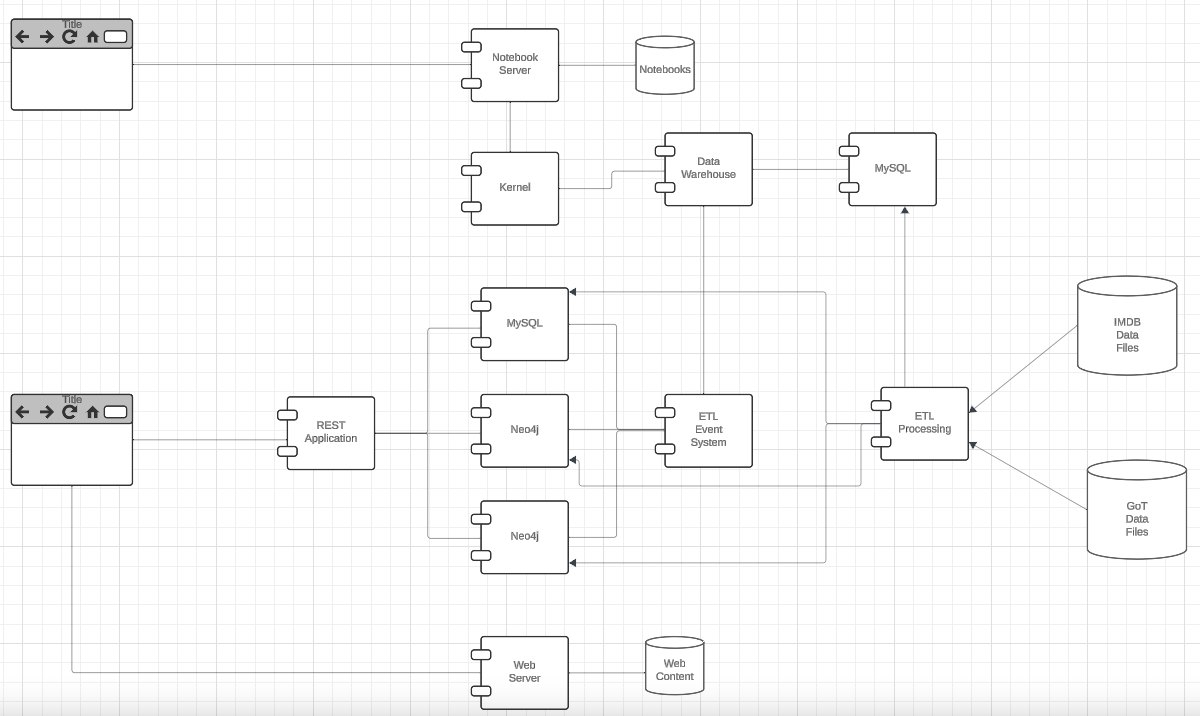 Title
Notebook
Server
Notebooks
Kernel
Data
Warehouse
MySQL
MySQL
IMDB
Data
Files
Title
REST
Application
Neo4j
ETL
Event
System
ETL
Processing
Neo4j
GoT
Data
Files
Web
Server
Web
Content